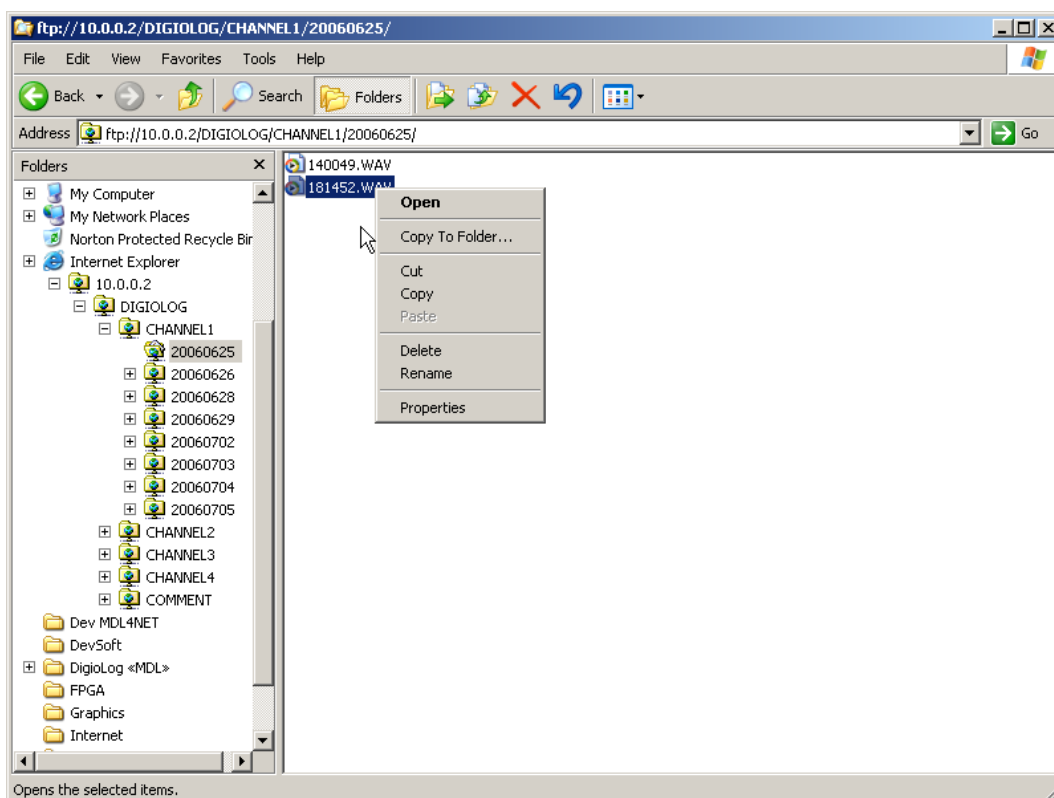 ftp://10.0.0.2/DIGIOLOG/CHANNEL1/20060625/
File Edit View Favorites Tools Help
Back Search Folders
Address ftp://10.0.0.2/DIGIOLOG/CHANNEL1/20060625/ Go
Folders
My Computer
My Network Places
Norton Protected Recycle Bir
Internet Explorer
10.0.0.2
DIGIOLOG
CHANNEL1
20060625
20060626
20060628
20060629
20060702
20060703
20060704
20060705
CHANNEL2
CHANNEL3
CHANNEL4
COMMENT
Dev MDL4NET
DevSoft
DigioLog «MDL»
FPGA
Graphics
Internet
140049.WAV
181452.WAV
Open
Copy To Folder...
Cut
Copy
Paste
Delete
Rename
Properties
Opens the selected items.